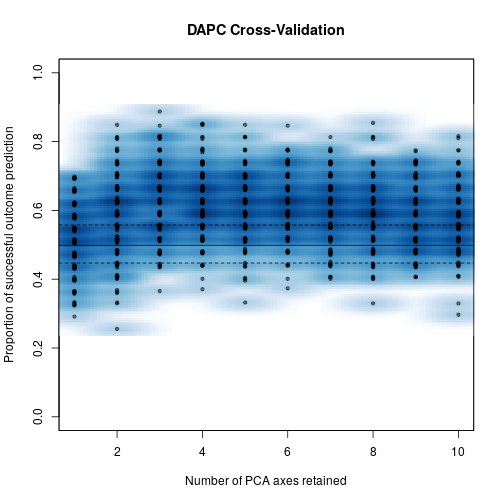 DAPC Cross-Validation
Proportion of successful outcome prediction
1.0
0.8
0.6
0.4
0.2
0.0
2 4 6 8 10
Number of PCA axes retained